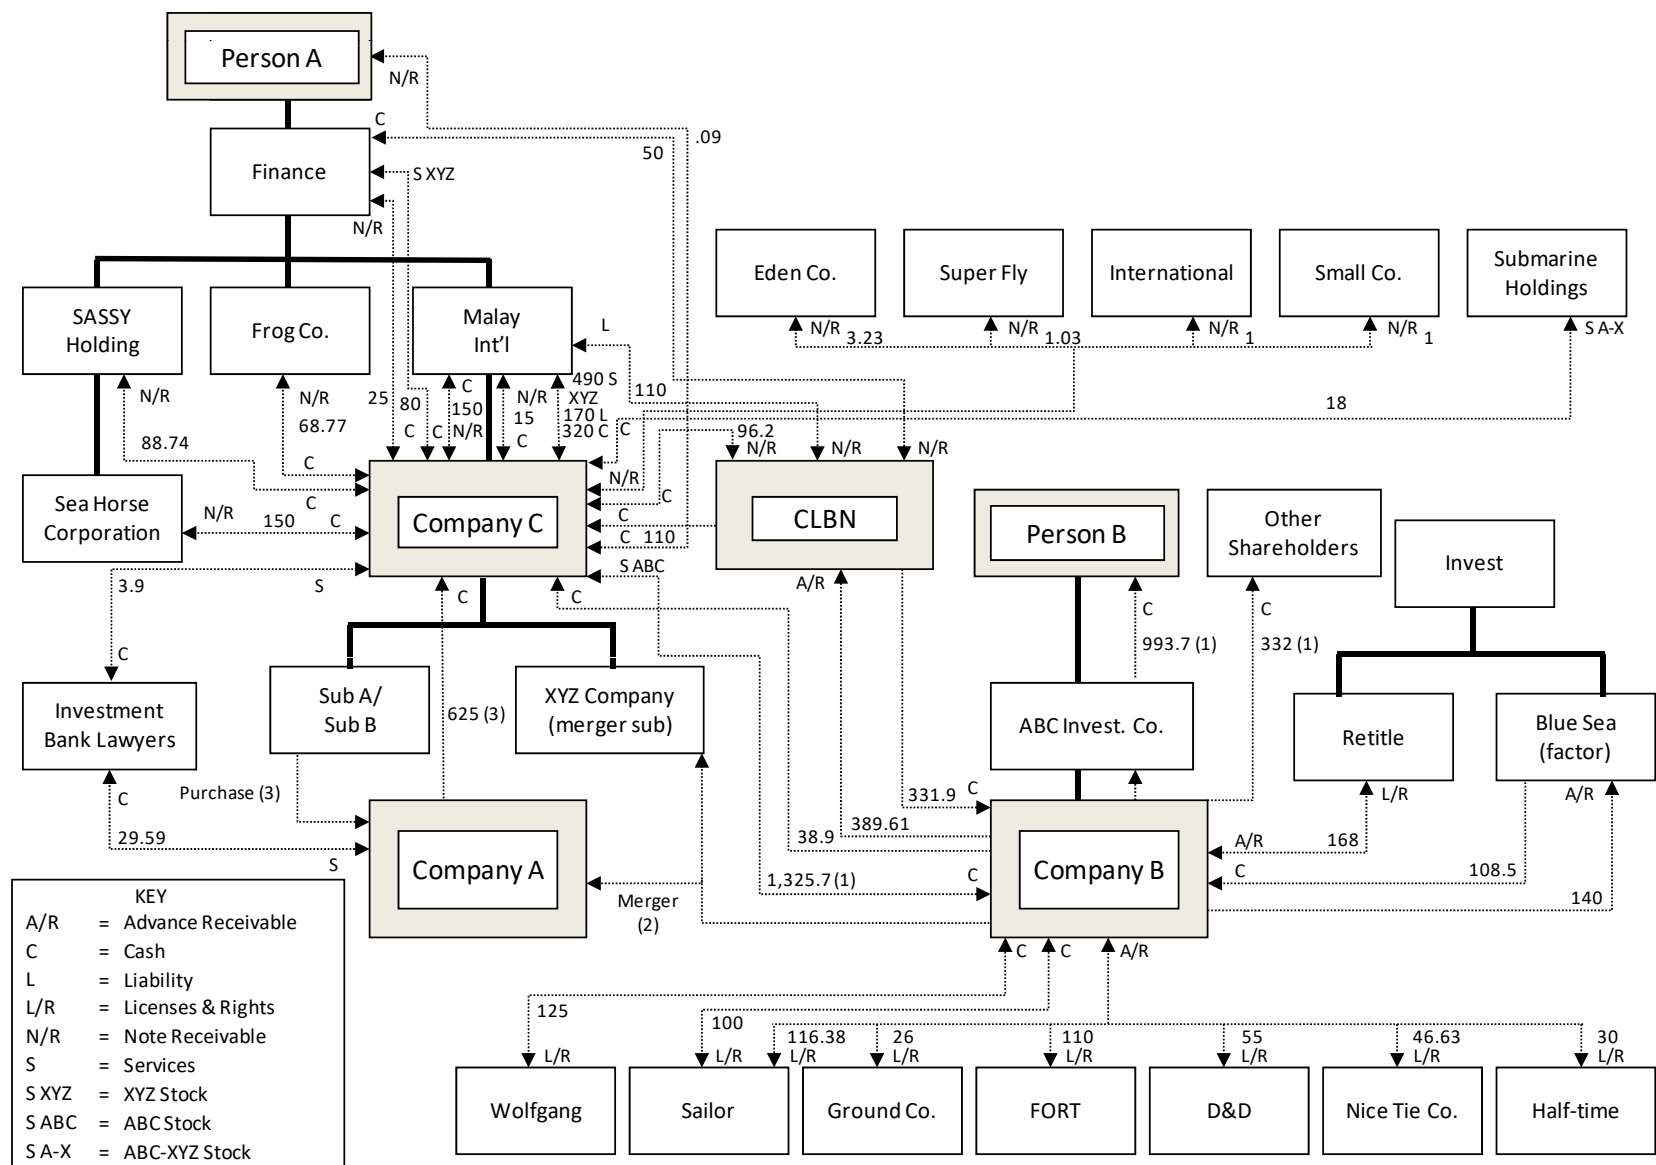 Person A
N/R
C
.09
50
Finance
S XYZ
N/R
Eden Co.
Super Fly
International
Small Co.
Submarine
Holdings
N/R
3.23
N/R
1.03
N/R
1
N/R
1
S A-X
SASSY
Holding
Frog Co.
Malay
Int'l
L
N/R
N/R
68.77
25
80
C
150
N/R
N/R
15
C
490 S
XYZ
170 L
320 C
110
18
C
C
C
88.74
C
C
96.2
N/R
N/R
N/R
N/R
C
Sea Horse
Corporation
N/R
150
C
Company C
C
C
110
CLBN
Person B
Other
Shareholders
Invest
3.9
S
C
C
C
S ABC
A/R
C
993.7 (1)
C
332 (1)
Investment
Bank Lawyers
Sub A/
Sub B
625 (3)
XYZ Company
(merger sub)
ABC Invest. Co.
Retitle
Blue Sea
(factor)
C
29.59
S
Purchase (3)
331.9
C
389.61
38.9
1,325.7 (1)
C
L/R
A/R
A/R
168
C
108.5
140
Company A
Merger
(2)
Company B
C
C
A/R
KEY
A/R = Advance Receivable
C = Cash
L = Liability
L/R = Licenses & Rights
N/R = Note Receivable
S = Services
S XYZ = XYZ Stock
S ABC = ABC Stock
S A-X = ABC-XYZ Stock
125
L/R
100
L/R
116.38
L/R
26
L/R
110
L/R
55
L/R
46.63
L/R
30
L/R
Wolfgang
Sailor
Ground Co.
FORT
D&D
Nice Tie Co.
Half-time